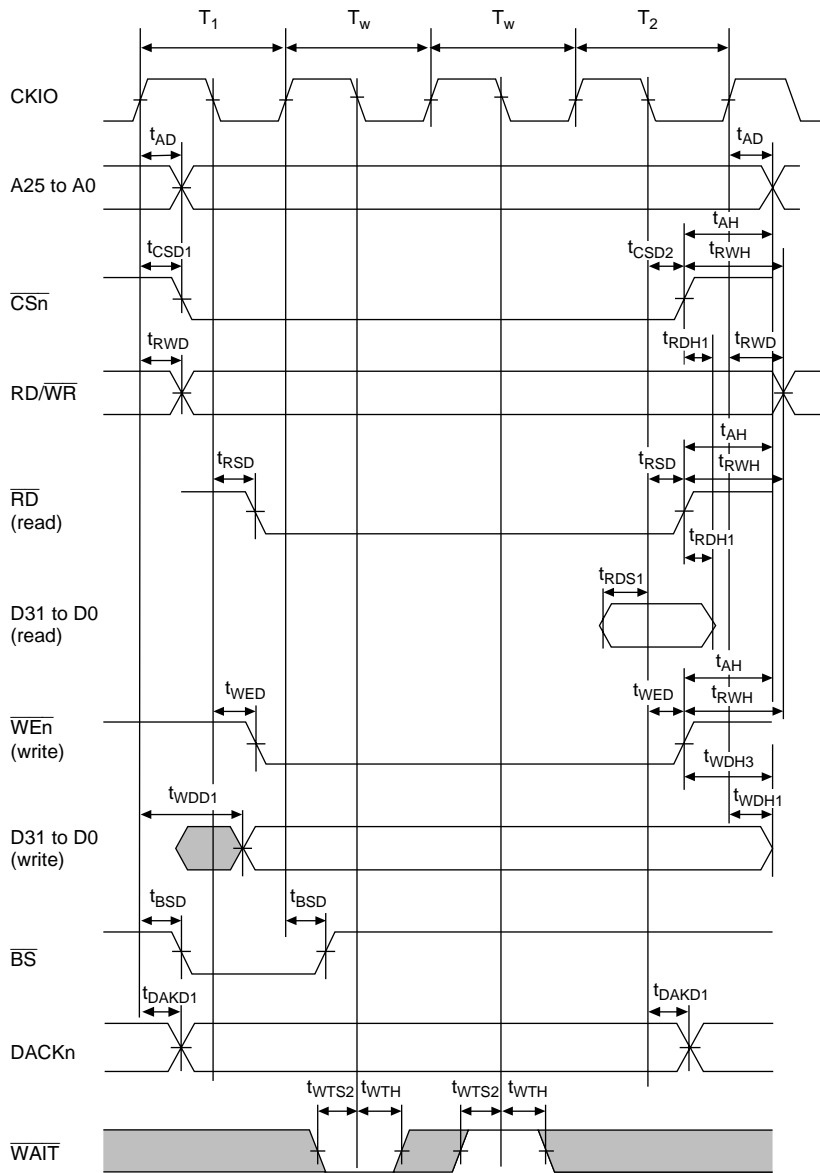 T1 Tw Tw T2
CKIO
tAD tAD
A25 to A0
tAH
tCSD1 tCSD2 tRWH
CSn
tRWD tRDH1 tRWD
RD/WR
tAH
tRSD tRSD tRWH
RD
(read)
tRDH1
tRDS1
D31 to D0
(read)
tAH
tWED tWED tRWH
WEn
(write)
tWDH3
tWDD1 tWDH1
D31 to D0
(write)
tBSD tBSD
BS
tDAKD1 tDAKD1
DACKn
tWTS2 tWTH tWTS2 tWTH
WAIT